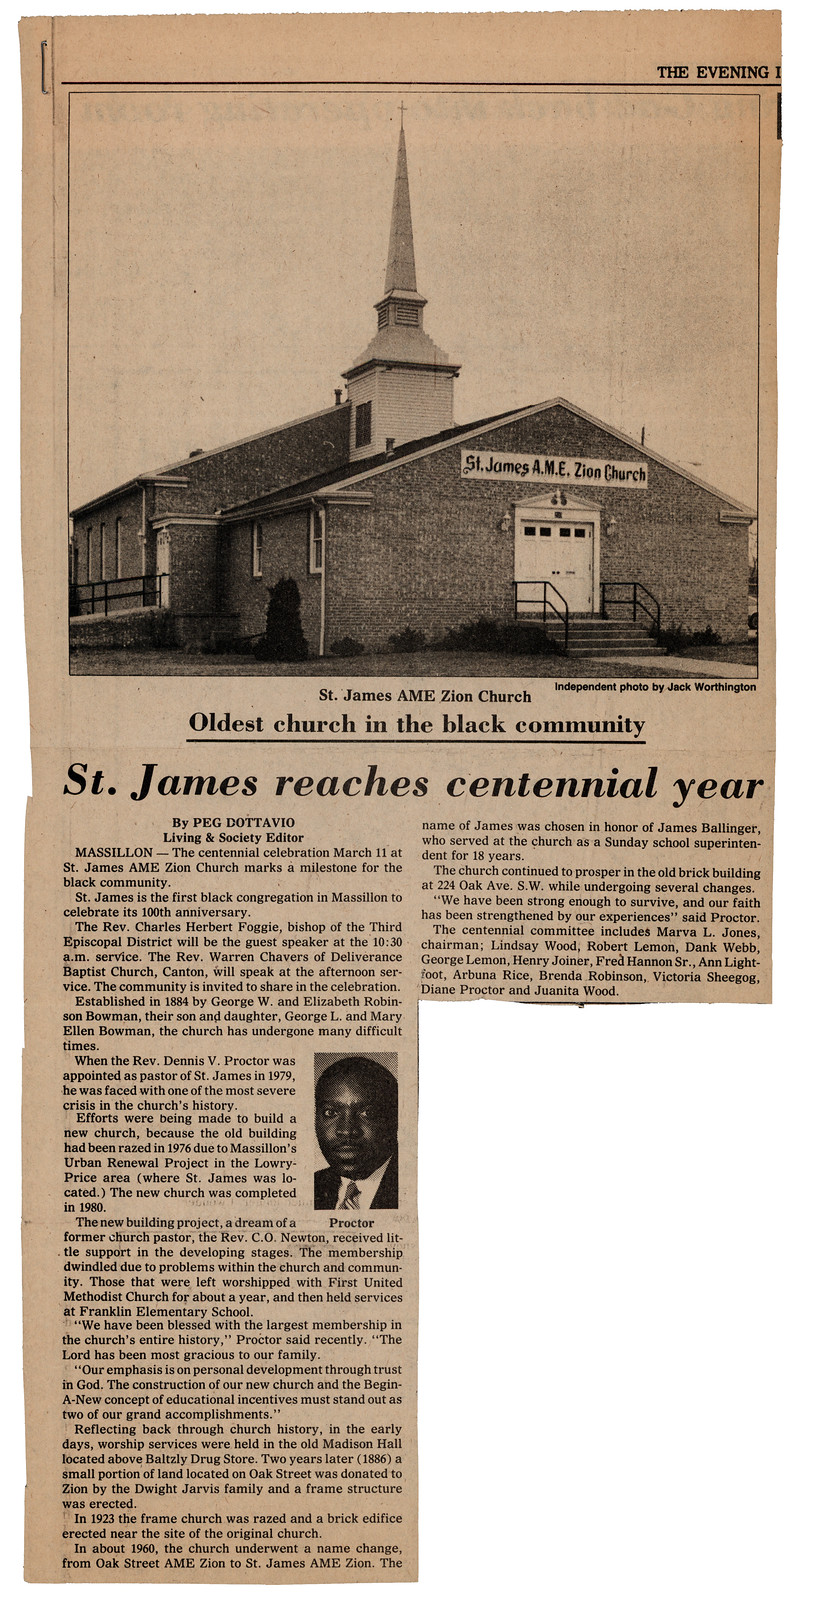 THE EVENING I
St. James A.M.E. Zion Church
Independent photo by Jack Worthington
St. James AME Zion Church
Oldest church in the black community
St. James reaches centennial year
By PEG DOTTAVIO
Living & Society Editor
MASSILLON — The centennial celebration March 11 at
St. James AME Zion Church marks a milestone for the
black community.
St. James is the first black congregation in Massillon to
celebrate its 100th anniversary.
The Rev. Charles Herbert Foggie, bishop of the Third
Episcopal District will be the guest speaker at the 10:30
a.m. service. The Rev. Warren Chavers of Deliverance
Baptist Church, Canton, will speak at the afternoon ser-
vice. The community is invited to share in the celebration.
Established in 1884 by George W. and Elizabeth Robin-
son Bowman, their son and daughter, George L. and Mary
Ellen Bowman, the church has undergone many difficult
times.
When the Rev. Dennis V. Proctor was
appointed as pastor of St. James in 1979,
he was faced with one of the most severe
crisis in the church's history.
Efforts were being made to build a
new church, because the old building
had been razed in 1976 due to Massillon's
Urban Renewal Project in the Lowry-
Price area (where St. James was lo-
cated.) The new church was completed
in 1980.
Proctor
The new building project, a dream of a
former church pastor, the Rev. C.O. Newton, received lit-
tle support in the developing stages. The membership
dwindled due to problems within the church and commun-
ity. Those that were left worshipped with First United
Methodist Church for about a year, and then held services
at Franklin Elementary School.
"We have been blessed with the largest membership in
the church's entire history," Proctor said recently. "The
Lord has been most gracious to our family.
"Our emphasis is on personal development through trust
in God. The construction of our new church and the Begin-
A-New concept of educational incentives must stand out as
two of our grand accomplishments."
Reflecting back through church history, in the early
days, worship services were held in the old Madison Hall
located above Baltzly Drug Store. Two years later (1886) a
small portion of land located on Oak Street was donated to
Zion by the Dwight Jarvis family and a frame structure
was erected.
In 1923 the frame church was razed and a brick edifice
erected near the site of the original church.
In about 1960, the church underwent a name change,
from Oak Street AME Zion to St. James AME Zion. The
name of James was chosen in honor of James Ballinger,
who served at the church as a Sunday school superinten-
dent for 18 years.
The church continued to prosper in the old brick building
at 224 Oak Ave. S.W. while undergoing several changes.
"We have been strong enough to survive, and our faith
has been strengthened by our experiences" said Proctor.
The centennial committee includes Marva L. Jones,
chairman; Lindsay Wood, Robert Lemon, Dank Webb,
George Lemon, Henry Joiner, Fred Hannon Sr., Ann Light-
foot, Arbuna Rice, Brenda Robinson, Victoria Sheegog,
Diane Proctor and Juanita Wood.